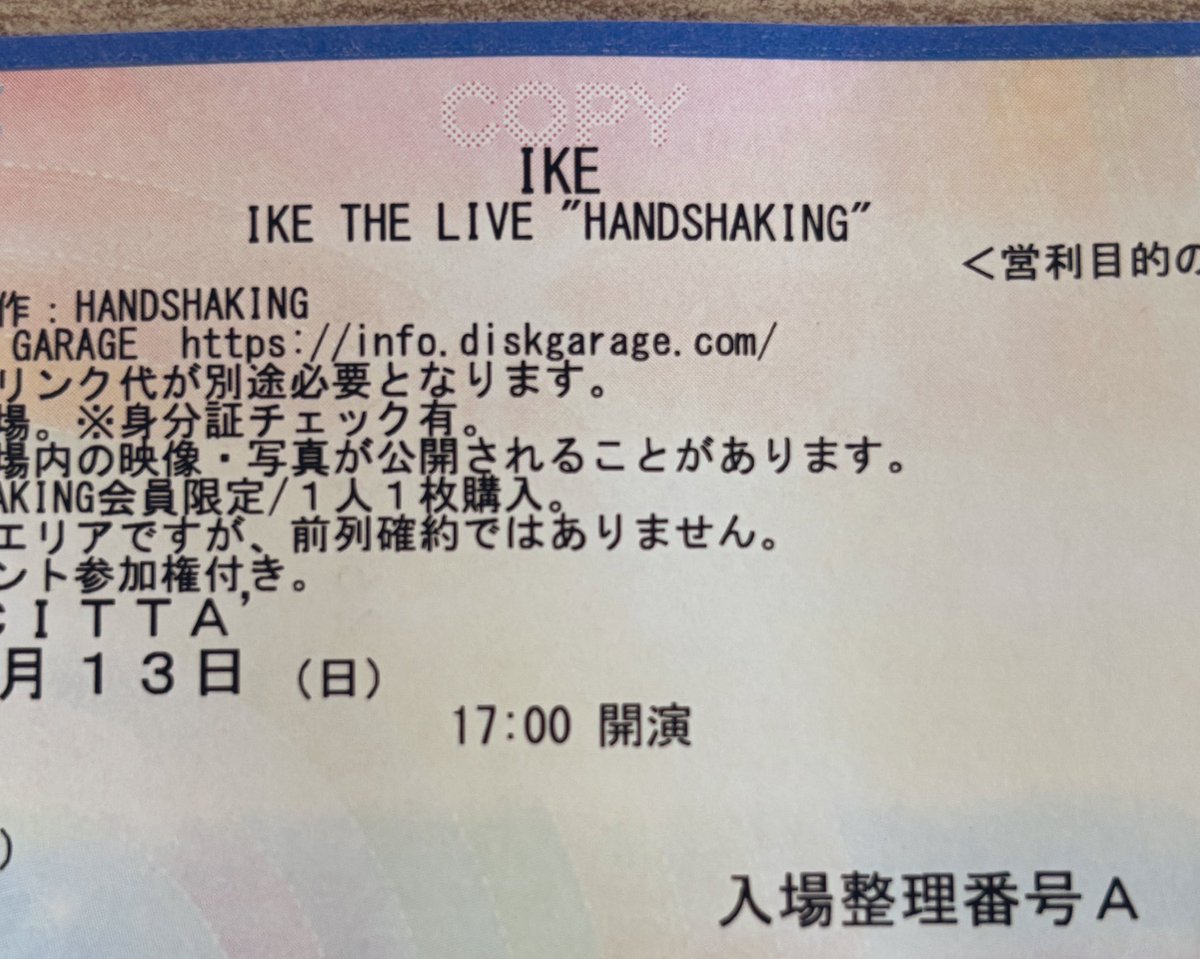 COPY
IKE
IKE THE LIVE "HANDSHAKING"
＜営利目的の
作：HANDSHAKING
GARAGE https://info.diskgarage.com/
リンク代が別途必要となります。
場。※身分証チェック有。
場内の映像・写真が公開されることがあります。
AKING会員限定/１人１枚購入。
エリアですが、前列確約ではありません。
ント参加権付き。
ＣＩＴＴＡ’
月１３日（日）
17:00 開演
）
入場整理番号Ａ